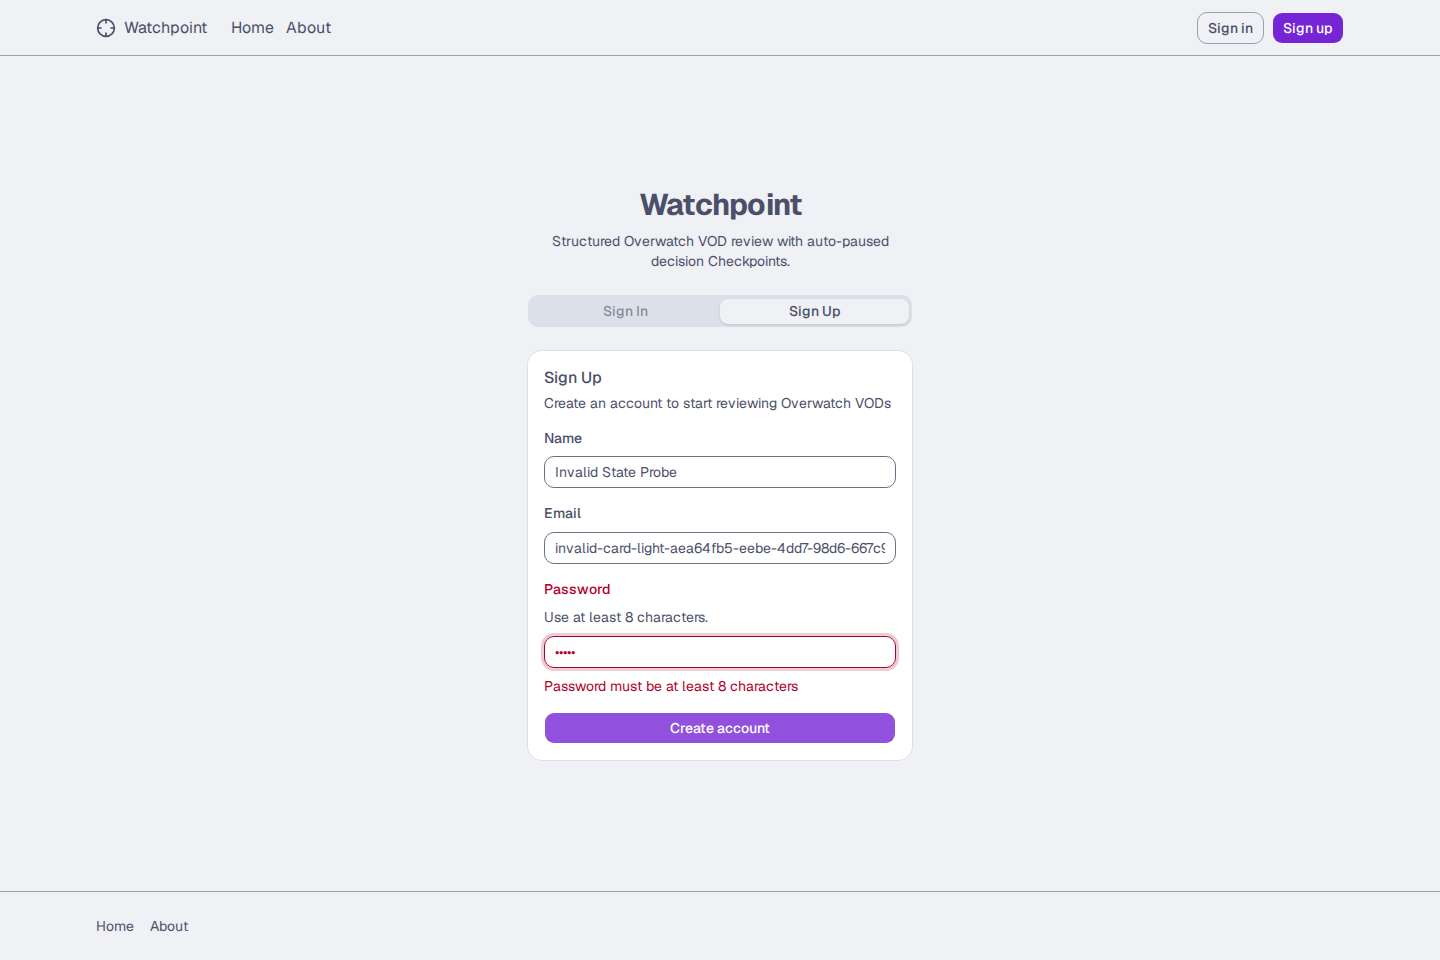 Watchpoint Home About Sign in Sign up
Watchpoint
Structured Overwatch VOD review with auto-paused
decision Checkpoints.
Sign In Sign Up
Sign Up
Create an account to start reviewing Overwatch VODs
Name
Invalid State Probe
Email
invalid-card-light-aea64fb5-eebe-4dd7-98d6-667c9
Password
Use at least 8 characters.
•••••
Password must be at least 8 characters
Create account
Home About